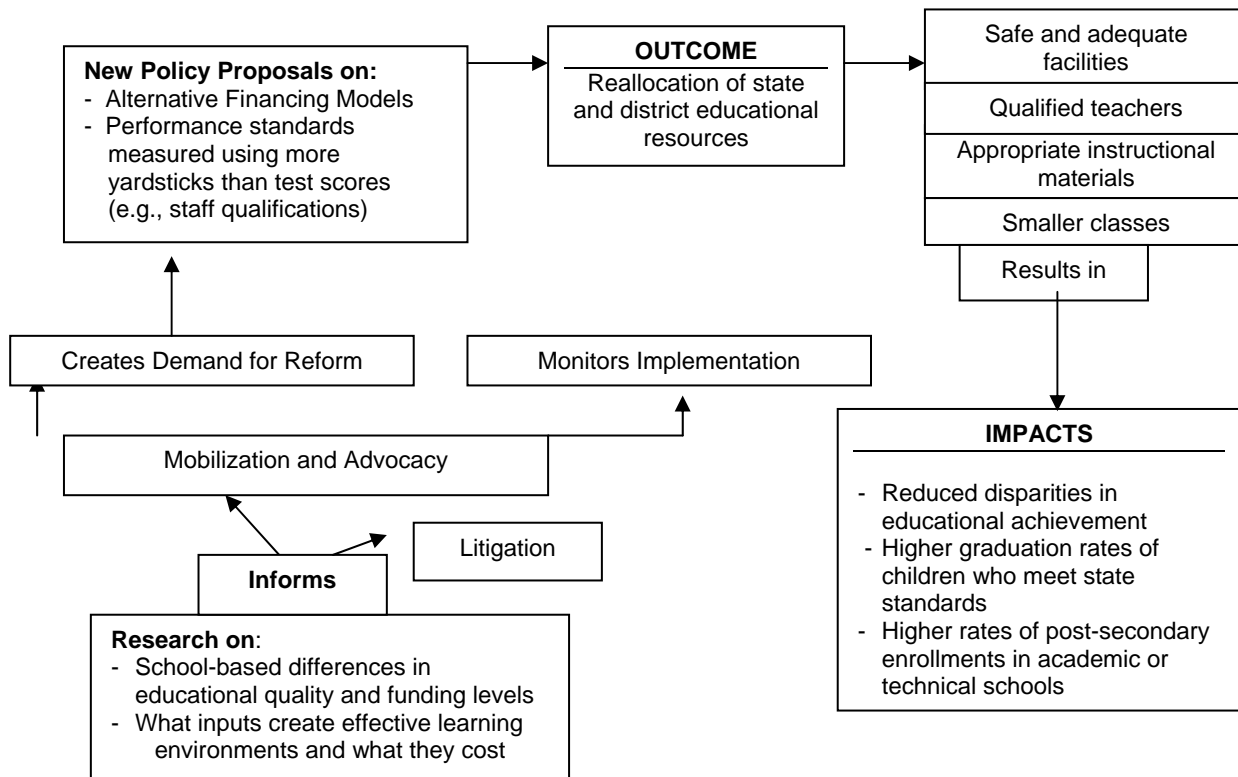 New Policy Proposals on:
- Alternative Financing Models
- Performance standards
measured using more
yardsticks than test scores
(e.g., staff qualifications)
OUTCOME
Reallocation of state
and district educational
resources
Safe and adequate
facilities
Qualified teachers
Appropriate instructional
materials
Smaller classes
Results in
Creates Demand for Reform
Monitors Implementation
Mobilization and Advocacy
Litigation
Informs
Research on:
- School-based differences in
educational quality and funding levels
- What inputs create effective learning
environments and what they cost
IMPACTS
- Reduced disparities in
educational achievement
- Higher graduation rates of
children who meet state
standards
- Higher rates of post-secondary
enrollments in academic or
technical schools